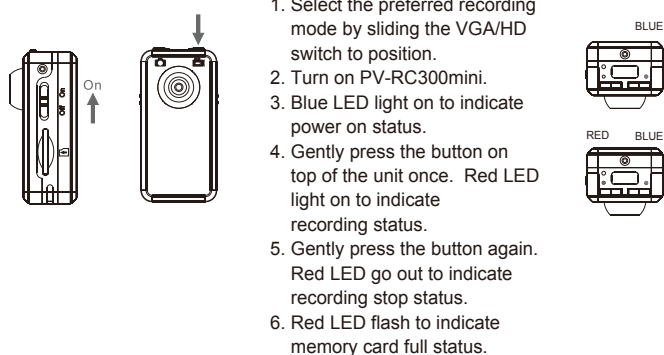 1. Select the preferred recording
mode by sliding the VGA/HD
switch to position.
2. Turn on PV-RC300mini.
3. Blue LED light on to indicate
power on status.
4. Gently press the button on
top of the unit once.  Red LED
light on to indicate
recording status.
5. Gently press the button again.
Red LED go out to indicate
recording stop status.
6. Red LED flash to indicate
memory card full status.
On
Off On
BLUE
RED BLUE